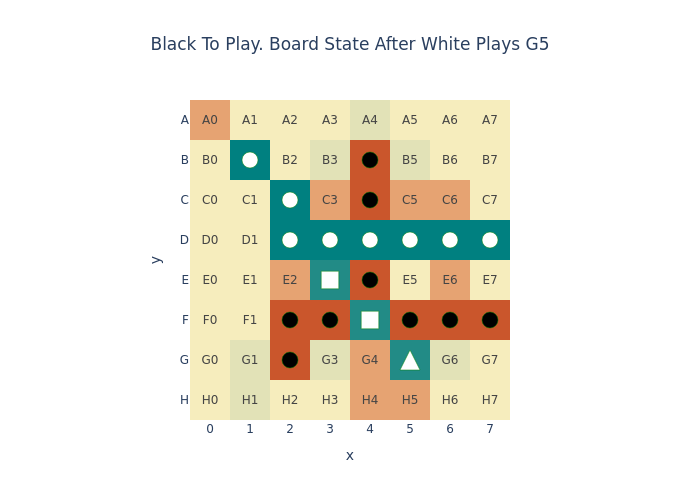 Black To Play. Board State After White Plays G5
A A0 A1 A2 A3 A4 A5 A6 A7
B B0 B2 B3 B5 B6 B7
C C0 C1 C3 C5 C6 C7
D D0 D1
E E0 E1 E2 E5 E6 E7
F F0 F1
G G0 G1 G3 G4 G6 G7
H H0 H1 H2 H3 H4 H5 H6 H7
0 1 2 3 4 5 6 7
x
y